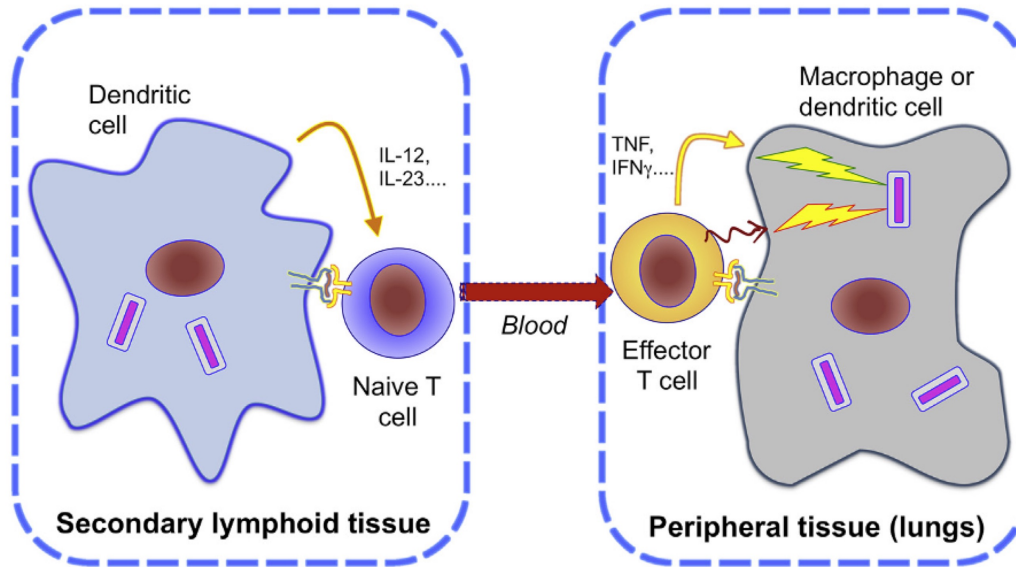 Dendritic
cell
IL-12,
IL-23....
Naive T
cell
Secondary lymphoid tissue
Blood
Macrophage or
dendritic cell
TNF,
IFNγ....
Effector
T cell
Peripheral tissue (lungs)